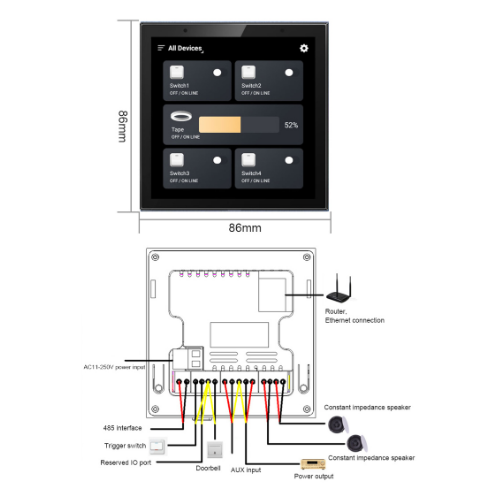 All Devices
Switch1
OFF / ON LINE
Switch2
OFF / ON LINE
Tape
OFF / ON LINE
52%
Switch3
OFF / ON LINE
Switch4
OFF / ON LINE
86mm
86mm
Router,
Ethernet connection
AC11-250V power input
485 interface
Trigger switch
Reserved IO port
Doorbell
AUX input
Power output
Constant impedance speaker
Constant impedance speaker